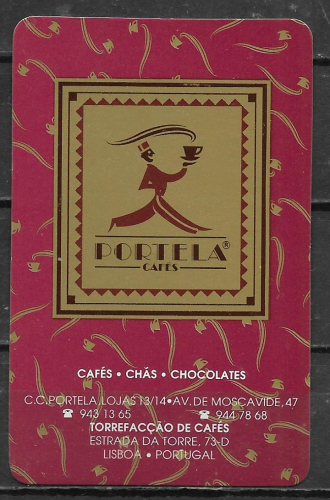 PORTELA®
CAFÉS
CAFÉS • CHÁS • CHOCOLATES
C.C.PORTELA,LOJAS 13/14•AV. DE MOSCAVIDE, 47
☎ 943 13 65 ☎ 944 78 68
TORREFACÇÃO DE CAFÉS
ESTRADA DA TORRE, 73-D
LISBOA • PORTUGAL